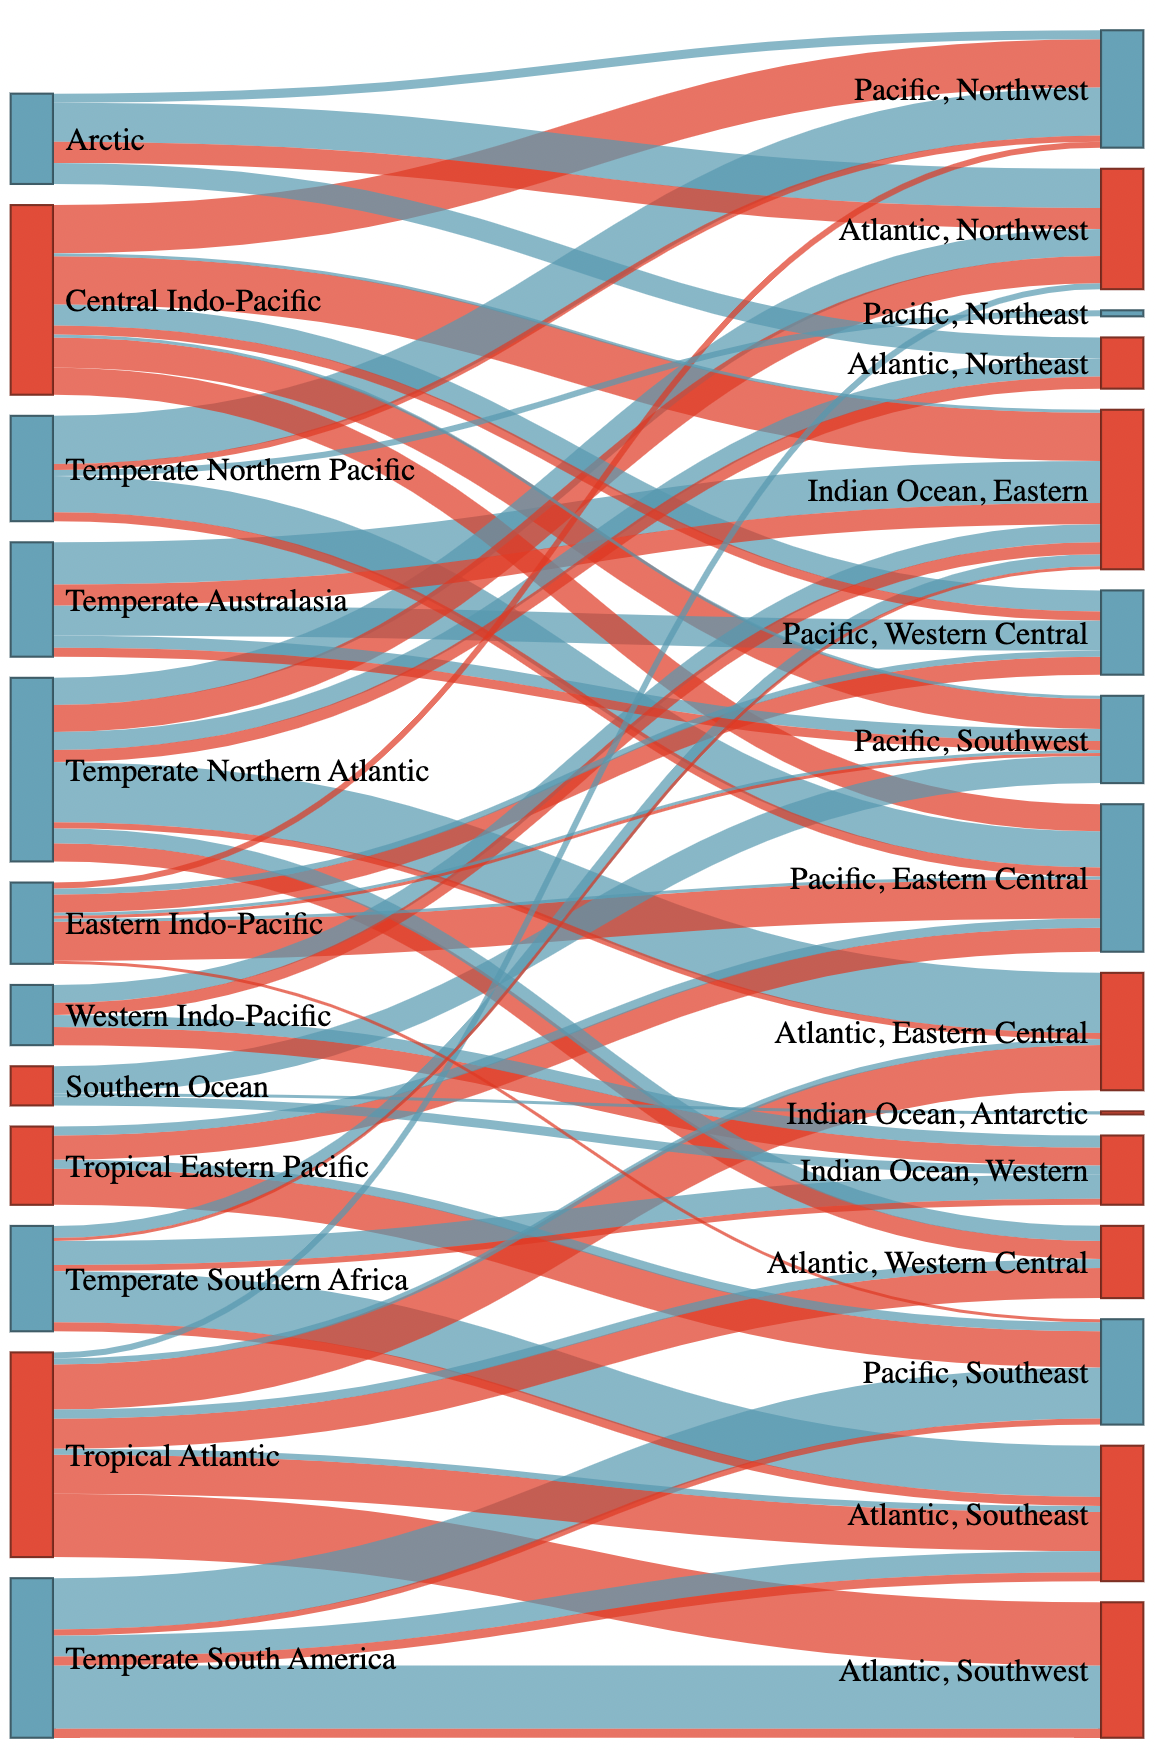 Arctic
Central Indo-Pacific
Temperate Northern Pacific
Temperate Australasia
Temperate Northern Atlantic
Eastern Indo-Pacific
Western Indo-Pacific
Southern Ocean
Tropical Eastern Pacific
Temperate Southern Africa
Tropical Atlantic
Temperate South America
Pacific, Northwest
Atlantic, Northwest
Pacific, Northeast
Atlantic, Northeast
Indian Ocean, Eastern
Pacific, Western Central
Pacific, Southwest
Pacific, Eastern Central
Atlantic, Eastern Central
Indian Ocean, Antarctic
Indian Ocean, Western
Atlantic, Western Central
Pacific, Southeast
Atlantic, Southeast
Atlantic, Southwest